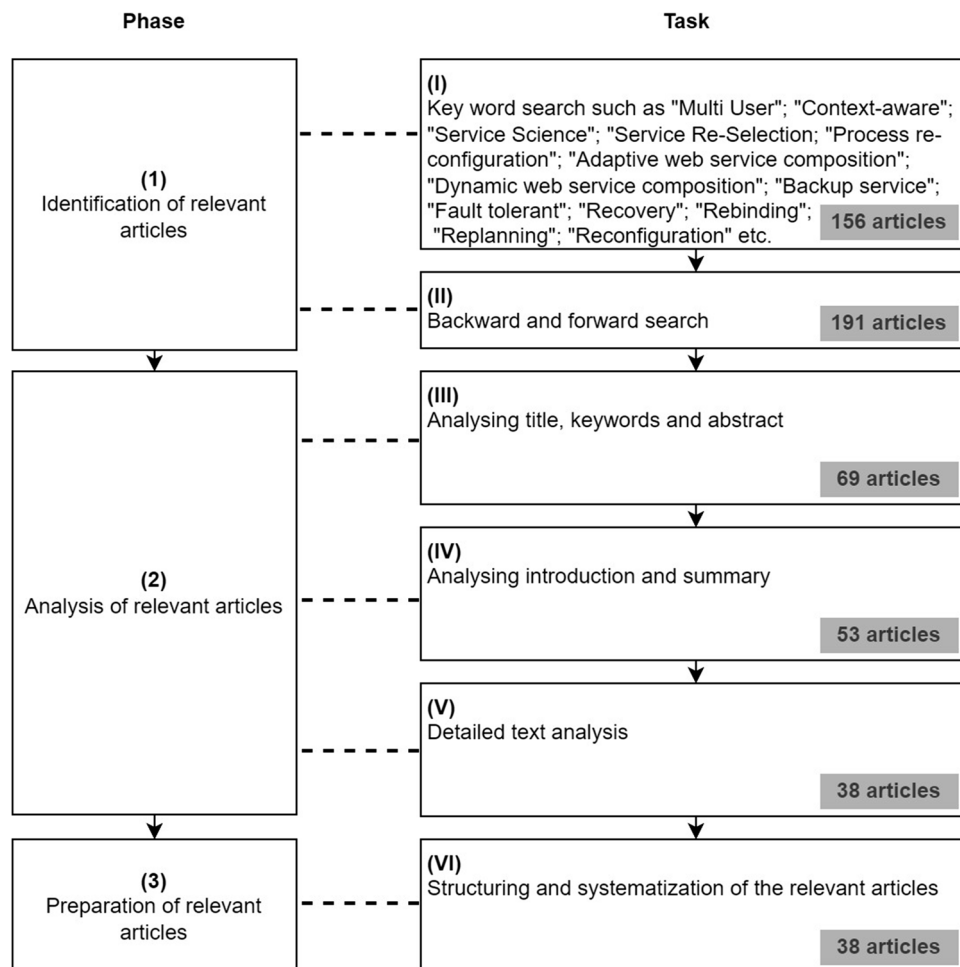 Phase
Task
(1)
Identification of relevant
articles
(I)
Key word search such as "Multi User"; "Context-aware";
"Service Science"; "Service Re-Selection; "Process re-
configuration"; "Adaptive web service composition";
"Dynamic web service composition"; "Backup service";
"Fault tolerant"; "Recovery"; "Rebinding";
"Replanning"; "Reconfiguration" etc.
156 articles
(II)
Backward and forward search
191 articles
(2)
Analysis of relevant articles
(III)
Analysing title, keywords and abstract
69 articles
(IV)
Analysing introduction and summary
53 articles
(V)
Detailed text analysis
38 articles
(3)
Preparation of relevant
articles
(VI)
Structuring and systematization of the relevant articles
38 articles